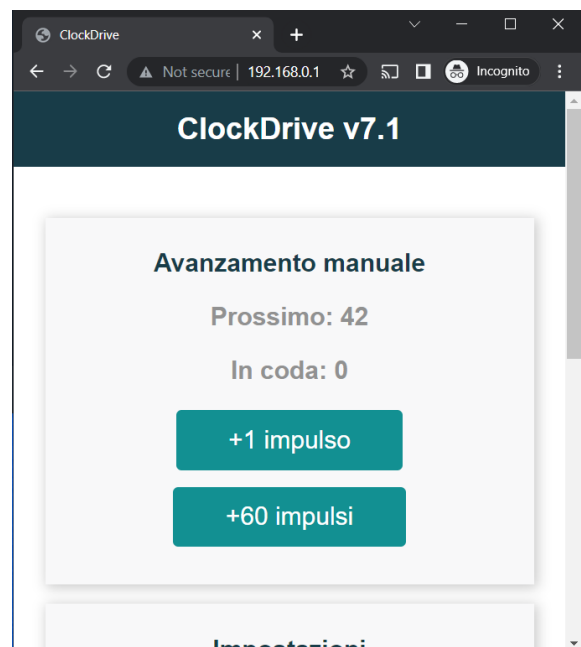 ClockDrive
Not secure 192.168.0.1 Incognito
ClockDrive v7.1
Avanzamento manuale
Prossimo: 42
In coda: 0
+1 impulso
+60 impulsi
Impostazioni